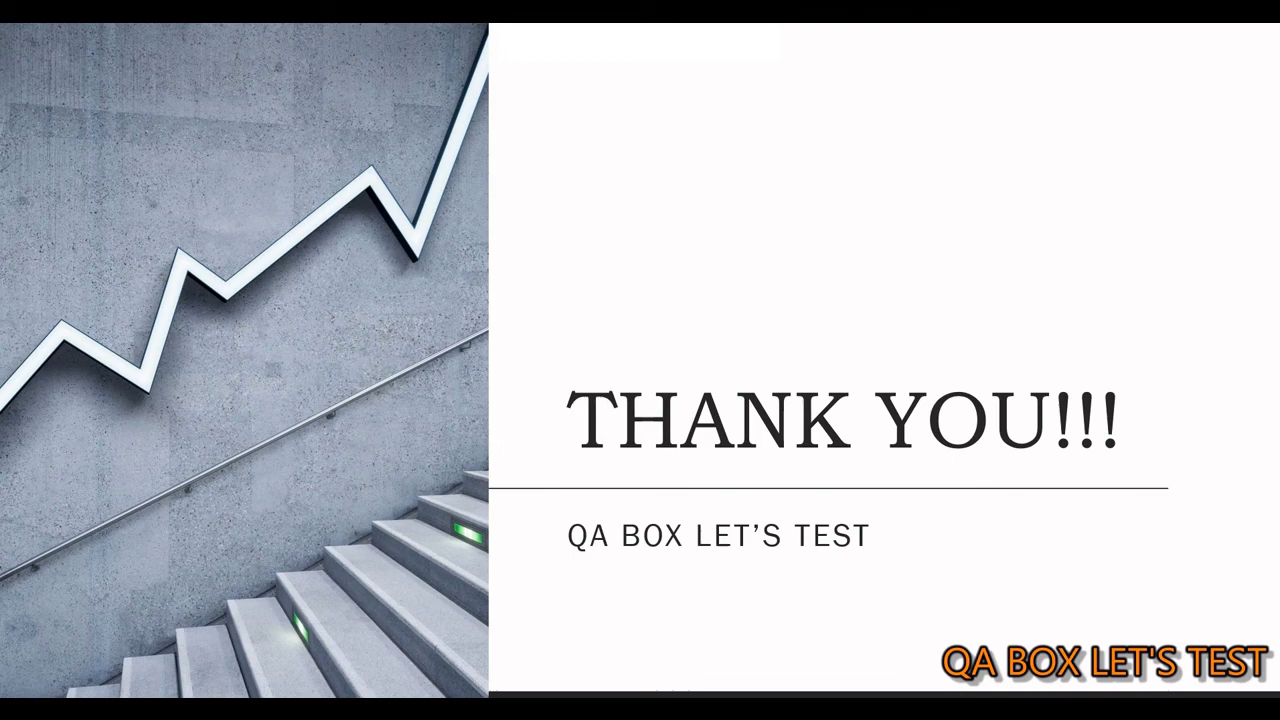 THANK YOU!!!
QA BOX LET’S TEST
QA BOX LET'S TEST